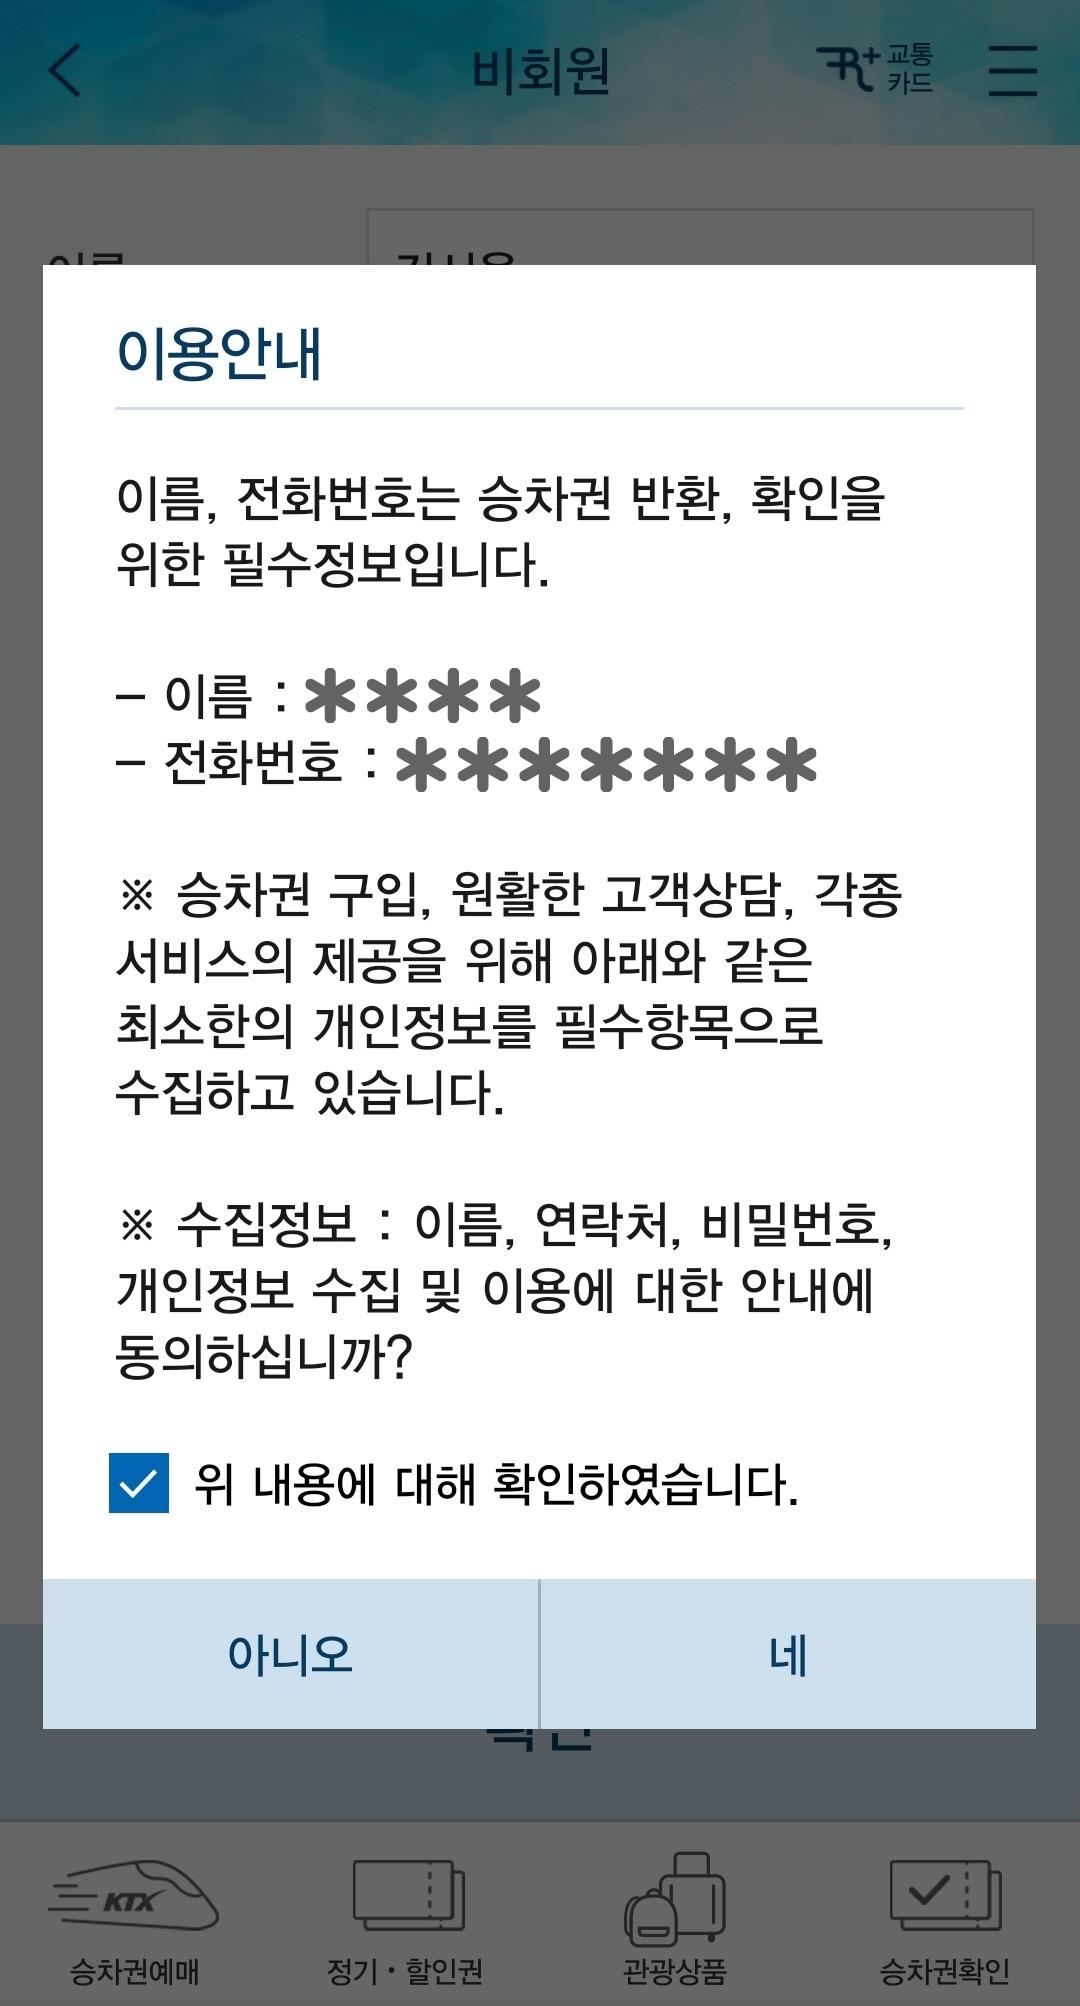 비회원
R+ 교통
카드
이용안내
이름, 전화번호는 승차권 반환, 확인을
위한 필수정보입니다.
– 이름 : ****
– 전화번호 : *******
※ 승차권 구입, 원활한 고객상담, 각종
서비스의 제공을 위해 아래와 같은
최소한의 개인정보를 필수항목으로
수집하고 있습니다.
※ 수집정보 : 이름, 연락처, 비밀번호,
개인정보 수집 및 이용에 대한 안내에
동의하십니까?
위 내용에 대해 확인하였습니다.
아니오
네
KTX
승차권예매
정기 · 할인권
관광상품
승차권확인